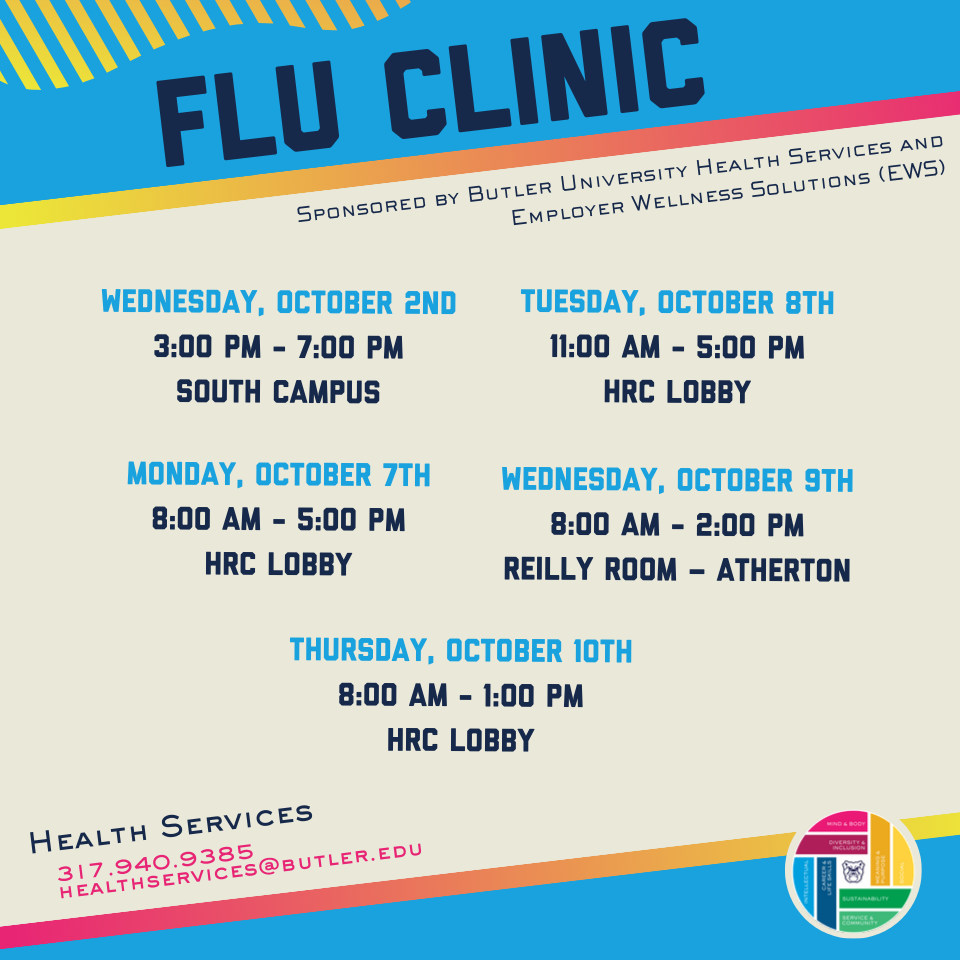 FLU CLINIC
SPONSORED BY BUTLER UNIVERSITY HEALTH SERVICES AND
EMPLOYER WELLNESS SOLUTIONS (EWS)
WEDNESDAY, OCTOBER 2ND
3:00 PM - 7:00 PM
SOUTH CAMPUS
TUESDAY, OCTOBER 8TH
11:00 AM - 5:00 PM
HRC LOBBY
MONDAY, OCTOBER 7TH
8:00 AM - 5:00 PM
HRC LOBBY
WEDNESDAY, OCTOBER 9TH
8:00 AM - 2:00 PM
REILLY ROOM – ATHERTON
THURSDAY, OCTOBER 10TH
8:00 AM - 1:00 PM
HRC LOBBY
HEALTH SERVICES
317.940.9385
HEALTHSERVICES@BUTLER.EDU
MIND & BODY
DIVERSITY &
INCLUSION
INTELLECTUAL
CAREER &
LIFE SKILLS
MEANING &
PURPOSE
SOCIAL
SUSTAINABILITY
SERVICE &
COMMUNITY